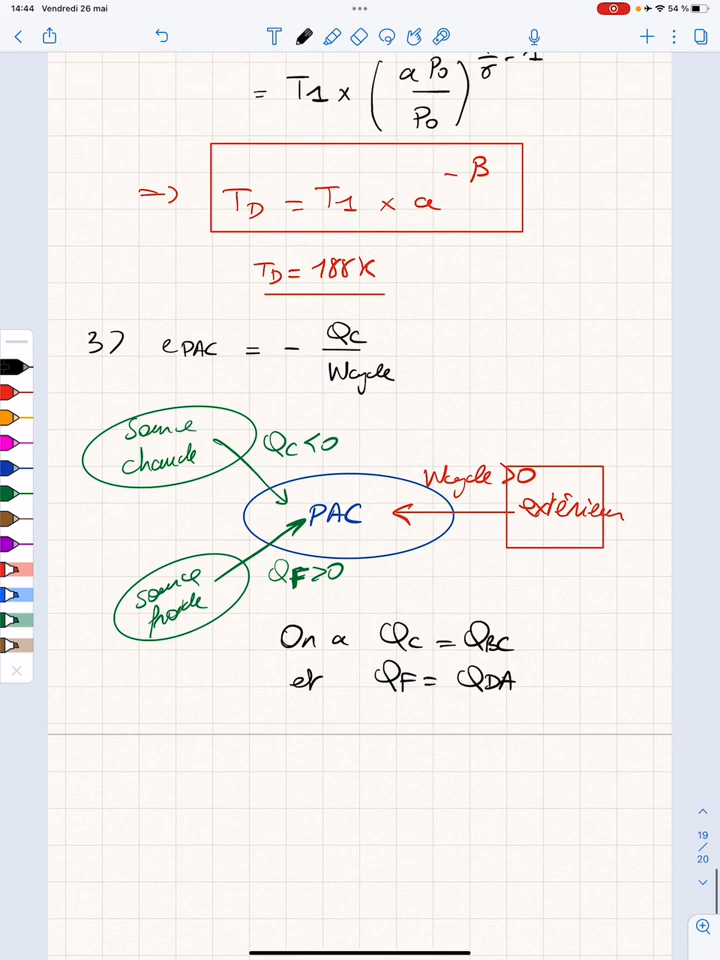 14:44 Vendredi 26 mai
54 %
= T1 × ( a P0 / P0 )
⇒ TD = T1 × a^-β
TD = 188K
3) ePAC = - Qc / Wcycle
Source
chaude
Qc<0
Wcycle >0
PAC
extérieur
Source
froide
QF>0
On a Qc = QBC
et QF = QDA
19
/
20